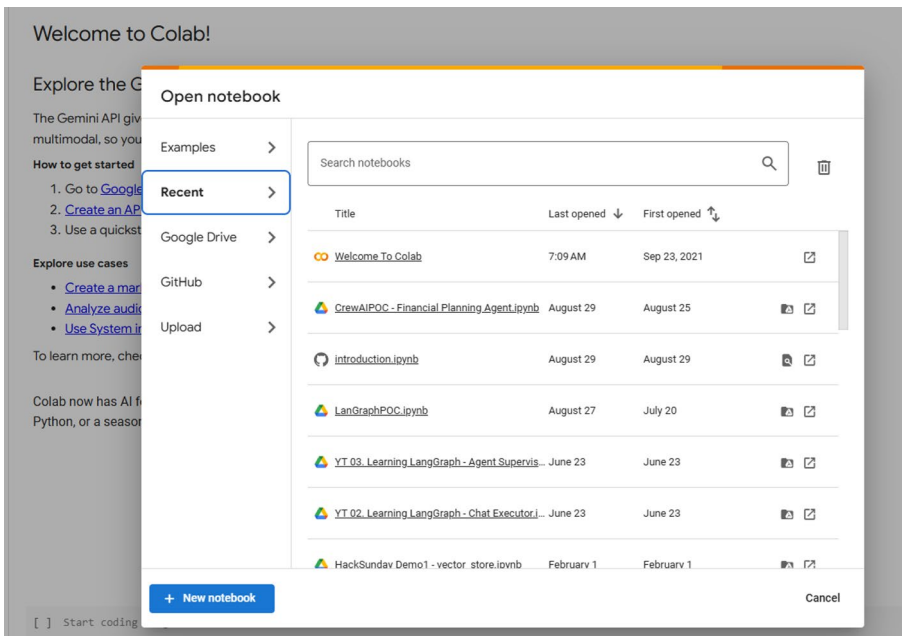 Welcome to Colab!
Explore the G
The Gemini API giv
multimodal, so you
How to get started
1. Go to Google
2. Create an AP
3. Use a quickst
Explore use cases
• Create a mar
• Analyze audio
• Use System in
To learn more, chec
Colab now has AI f
Python, or a season
[ ] Start coding
Open notebook
Examples
Recent
Google Drive
GitHub
Upload
Search notebooks
Title Last opened First opened
Welcome To Colab 7:09 AM Sep 23, 2021
CrewAIPOC - Financial Planning Agent.ipynb August 29 August 25
introduction.ipynb August 29 August 29
LanGraphPOC.ipynb August 27 July 20
YT 03. Learning LangGraph - Agent Supervis... June 23 June 23
YT 02. Learning LangGraph - Chat Executor.i... June 23 June 23
HackSunday Demo1 - vector_store.ipynb February 1 February 1
+ New notebook
Cancel